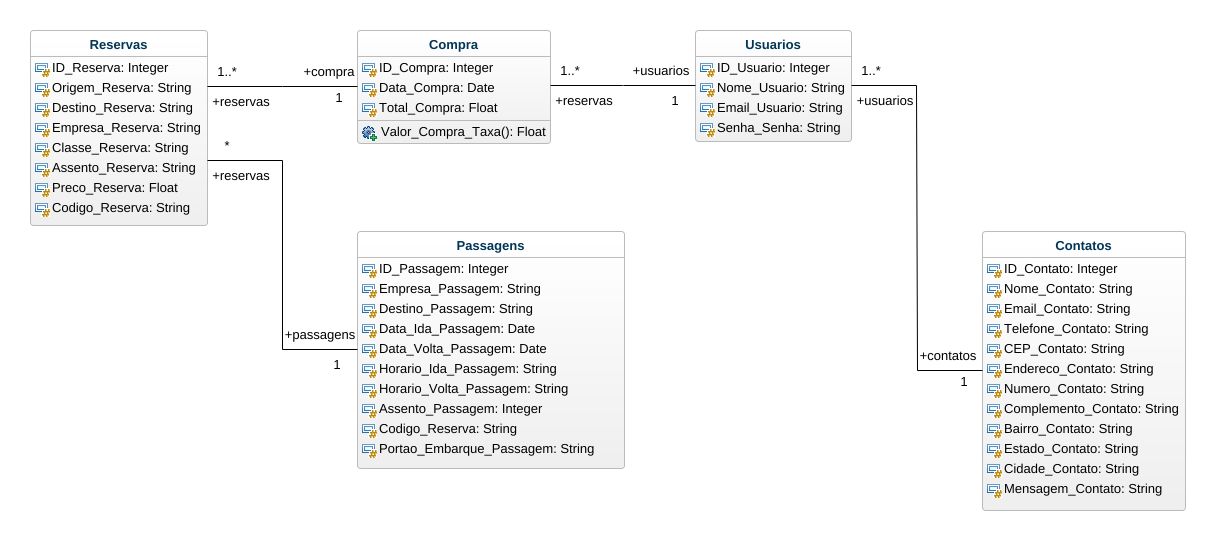 Reservas
ID_Reserva: Integer
Origem_Reserva: String
Destino_Reserva: String
Empresa_Reserva: String
Classe_Reserva: String
Assento_Reserva: String
Preco_Reserva: Float
Codigo_Reserva: String
1..*
+reservas
+compra
1
*
+reservas
Compra
ID_Compra: Integer
Data_Compra: Date
Total_Compra: Float
Valor_Compra_Taxa(): Float
1..*
+reservas
+usuarios
1
Usuarios
ID_Usuario: Integer
Nome_Usuario: String
Email_Usuario: String
Senha_Senha: String
1..*
+usuarios
+passagens
1
Passagens
ID_Passagem: Integer
Empresa_Passagem: String
Destino_Passagem: String
Data_Ida_Passagem: Date
Data_Volta_Passagem: Date
Horario_Ida_Passagem: String
Horario_Volta_Passagem: String
Assento_Passagem: Integer
Codigo_Reserva: String
Portao_Embarque_Passagem: String
+contatos
1
Contatos
ID_Contato: Integer
Nome_Contato: String
Email_Contato: String
Telefone_Contato: String
CEP_Contato: String
Endereco_Contato: String
Numero_Contato: String
Complemento_Contato: String
Bairro_Contato: String
Estado_Contato: String
Cidade_Contato: String
Mensagem_Contato: String